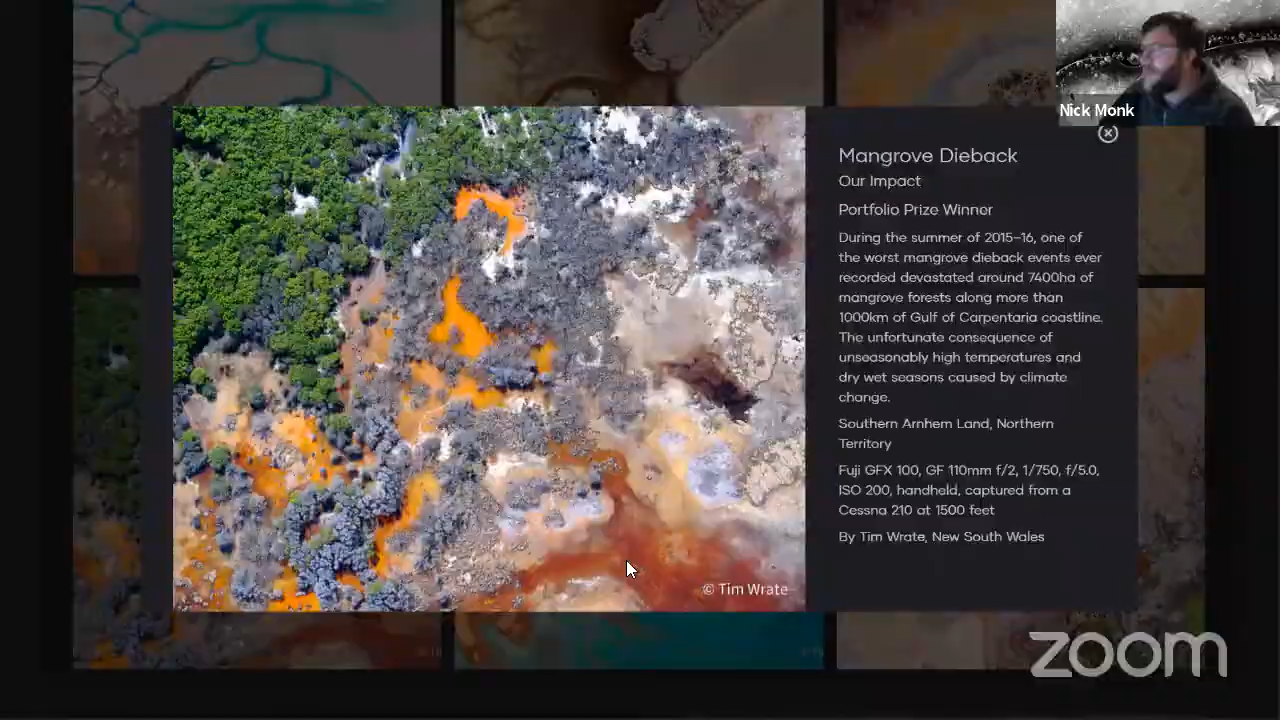 Nick Monk
Mangrove Dieback
Our Impact
Portfolio Prize Winner
During the summer of 2015–16, one of
the worst mangrove dieback events ever
recorded devastated around 7400ha of
mangrove forests along more than
1000km of Gulf of Carpentaria coastline.
The unfortunate consequence of
unseasonably high temperatures and
dry wet seasons caused by climate
change.
Southern Arnhem Land, Northern
Territory
Fuji GFX 100, GF 110mm f/2, 1/750, f/5.0,
ISO 200, handheld, captured from a
Cessna 210 at 1500 feet
By Tim Wrate, New South Wales
© Tim Wrate
zoom